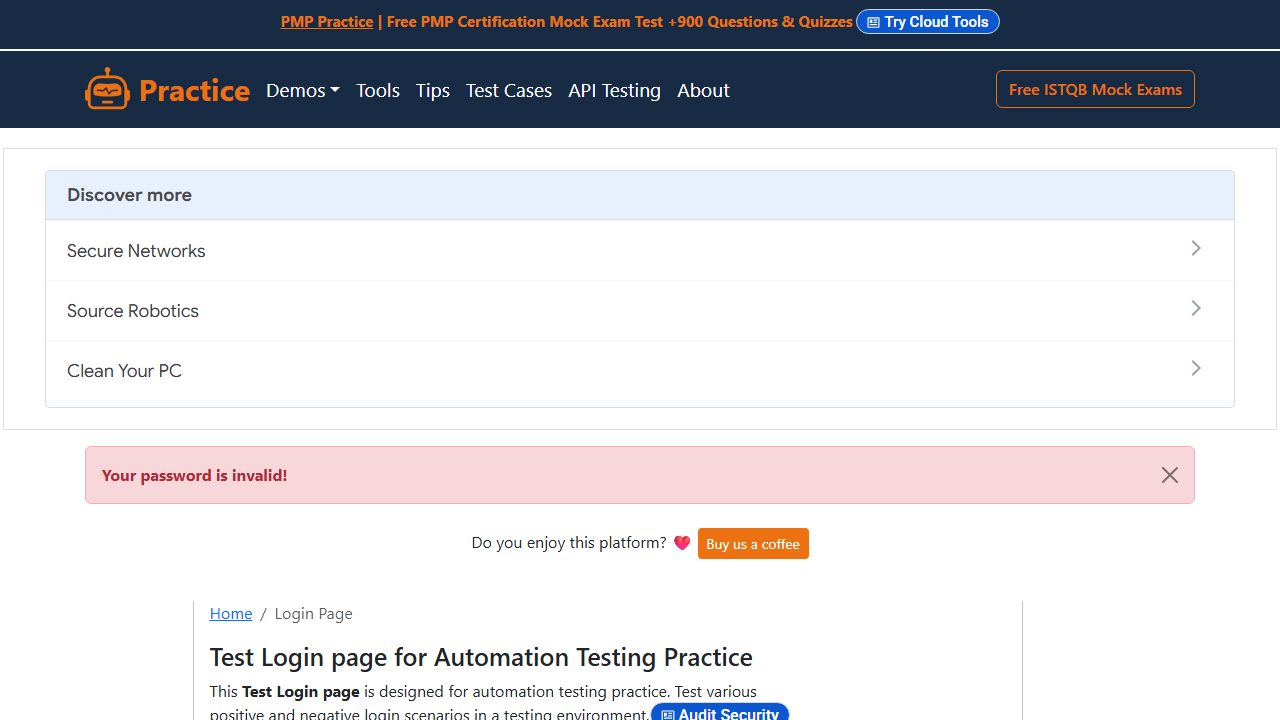 PMP Practice | Free PMP Certification Mock Exam Test +900 Questions & Quizzes Try Cloud Tools
Practice Demos Tools Tips Test Cases API Testing About Free ISTQB Mock Exams
Discover more
Secure Networks
Source Robotics
Clean Your PC
Your password is invalid!
Do you enjoy this platform? Buy us a coffee
Home / Login Page
Test Login page for Automation Testing Practice
This Test Login page is designed for automation testing practice. Test various
positive and negative login scenarios in a testing environment. Audit Security